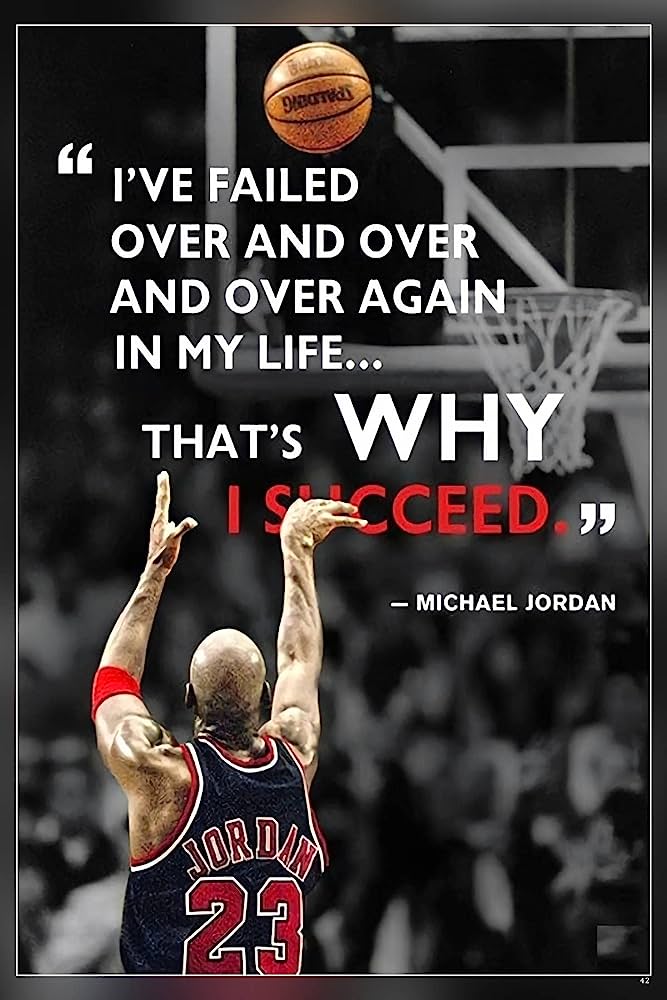 SPALDING
“ I’VE FAILED
OVER AND OVER
AND OVER AGAIN
IN MY LIFE...
THAT’S WHY
I SUCCEED.”
– MICHAEL JORDAN
JORDAN
23
42